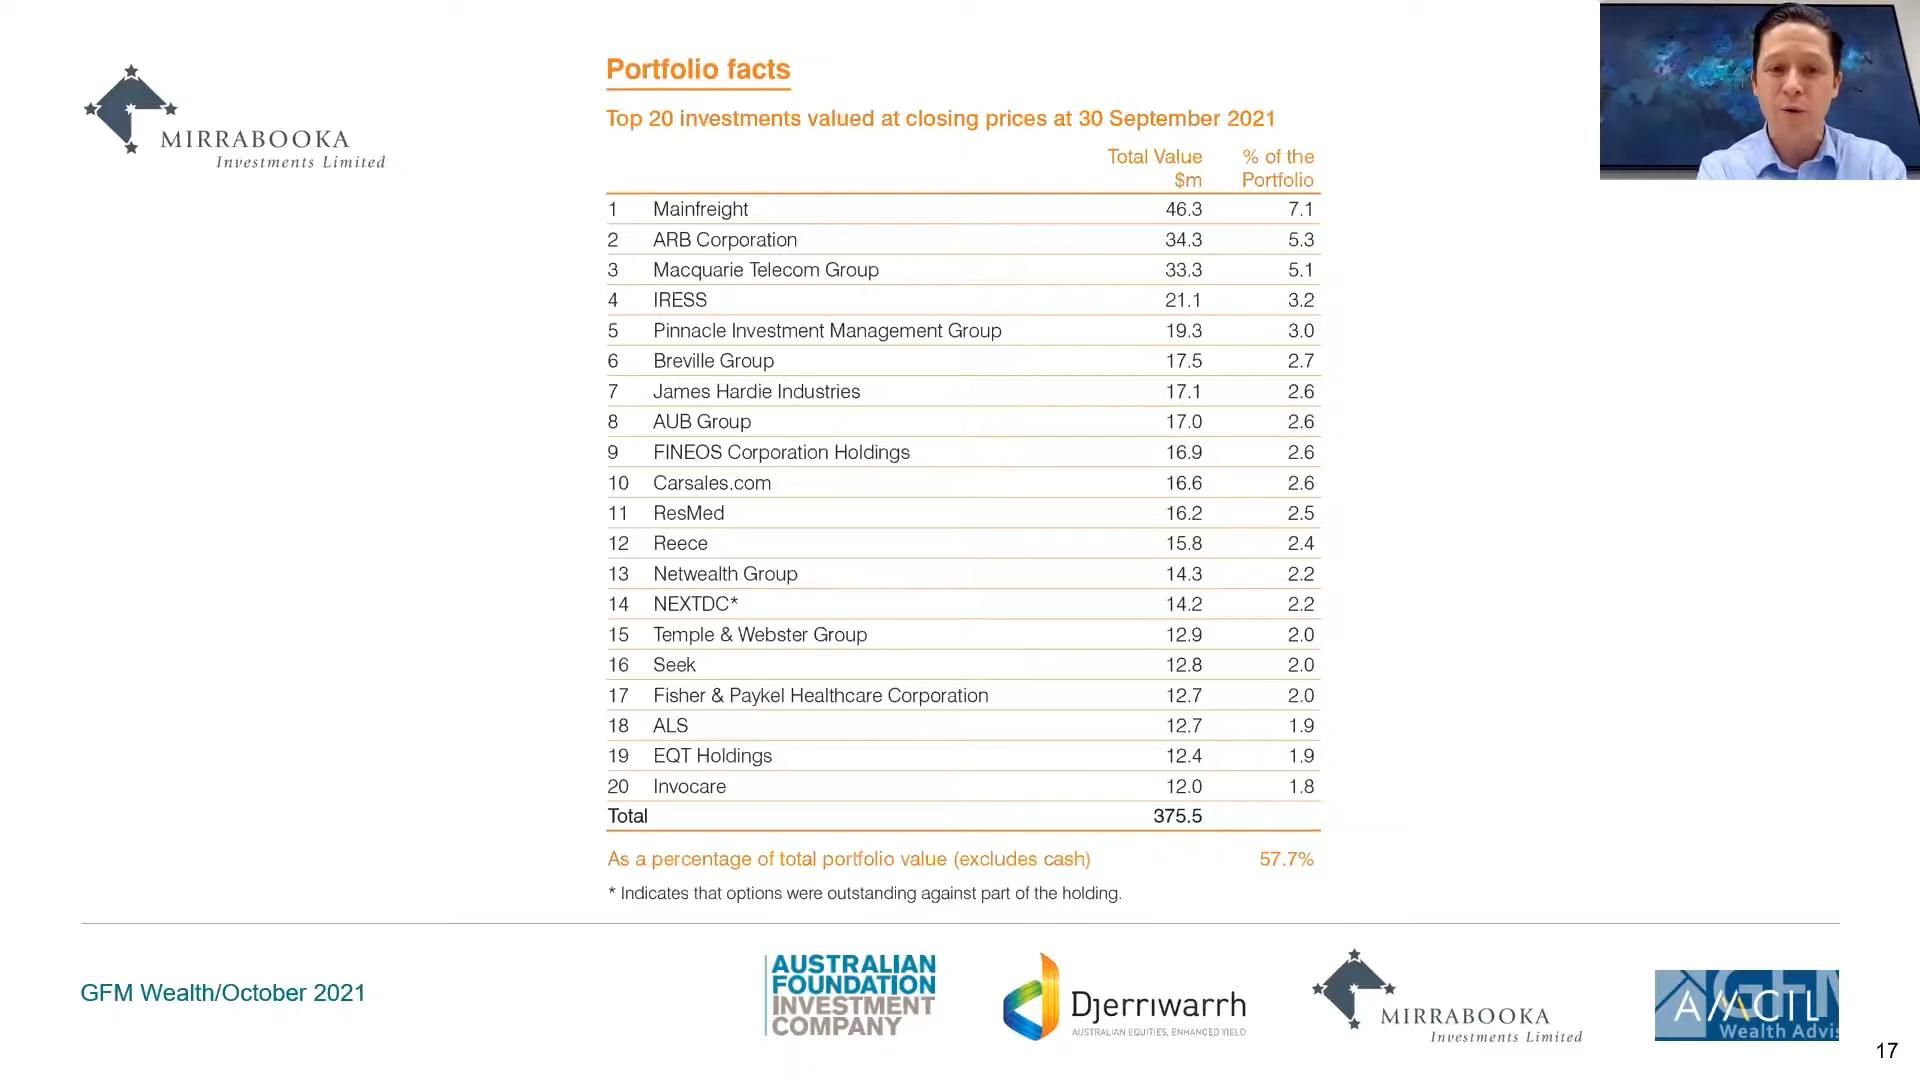 MIRRABOOKA
Investments Limited
Portfolio facts
Top 20 investments valued at closing prices at 30 September 2021
Total Value % of the
$m Portfolio
1 Mainfreight 46.3 7.1
2 ARB Corporation 34.3 5.3
3 Macquarie Telecom Group 33.3 5.1
4 IRESS 21.1 3.2
5 Pinnacle Investment Management Group 19.3 3.0
6 Breville Group 17.5 2.7
7 James Hardie Industries 17.1 2.6
8 AUB Group 17.0 2.6
9 FINEOS Corporation Holdings 16.9 2.6
10 Carsales.com 16.6 2.6
11 ResMed 16.2 2.5
12 Reece 15.8 2.4
13 Netwealth Group 14.3 2.2
14 NEXTDC* 14.2 2.2
15 Temple & Webster Group 12.9 2.0
16 Seek 12.8 2.0
17 Fisher & Paykel Healthcare Corporation 12.7 2.0
18 ALS 12.7 1.9
19 EQT Holdings 12.4 1.9
20 Invocare 12.0 1.8
Total 375.5
As a percentage of total portfolio value (excludes cash) 57.7%
* Indicates that options were outstanding against part of the holding.
GFM Wealth/October 2021
AUSTRALIAN
FOUNDATION
INVESTMENT
COMPANY
Djerriwarrh
AUSTRALIAN EQUITIES, ENHANCED YIELD
MIRRABOOKA
Investments Limited
AMCIL
Wealth Advis
17